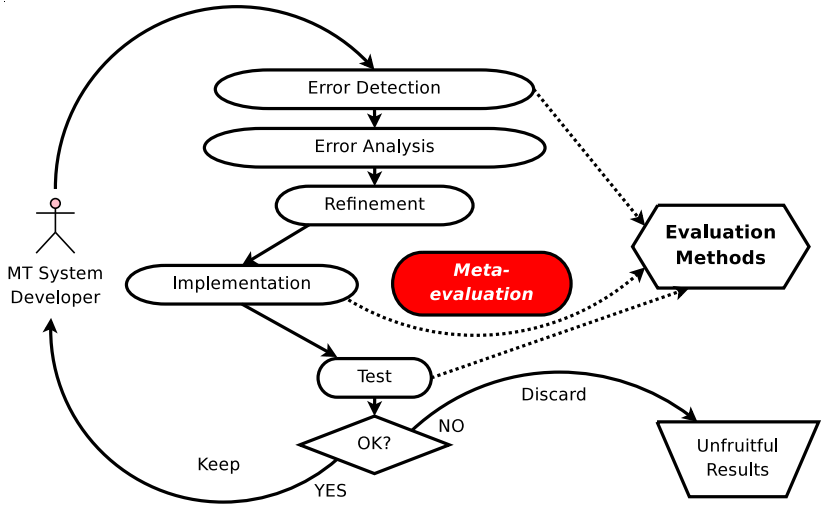 Error Detection
Error Analysis
Refinement
Evaluation
Methods
MT System
Developer
Implementation
Meta-
evaluation
Test
Discard
OK?
NO
Keep
YES
Unfruitful
Results